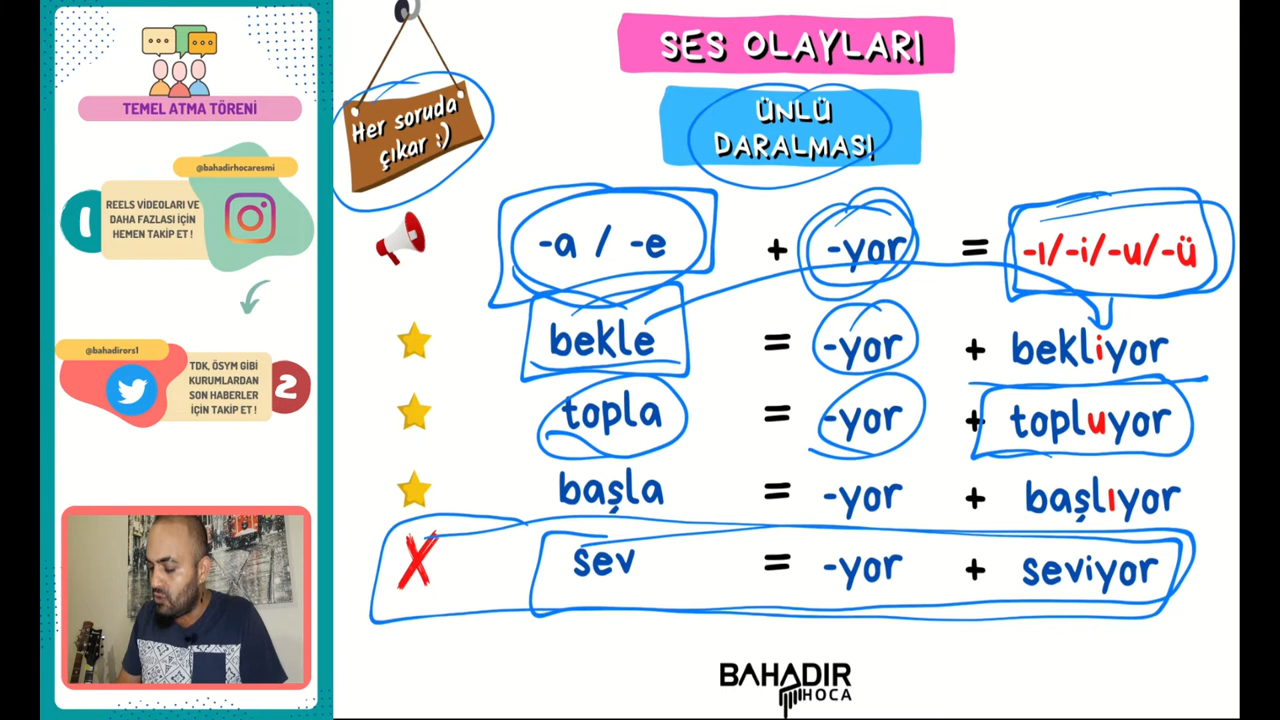 TEMEL ATMA TÖRENİ
@bahadirhocaresmi
1
REELS VİDEOLARI VE
DAHA FAZLASI İÇİN
HEMEN TAKİP ET !
@bahadirors1
TDK, ÖSYM GİBİ
KURUMLARDAN
SON HABERLER
İÇİN TAKİP ET !
2
Her soruda
çıkar :)
SES OLAYLARI
ÜNLÜ
DARALMASI
-a / -e + -yor = -ı/-i/-u/-ü
bekle = -yor + bekliyor
topla = -yor + topluyor
başla = -yor + başlıyor
X sev = -yor + seviyor
BAHADIR
HOCA